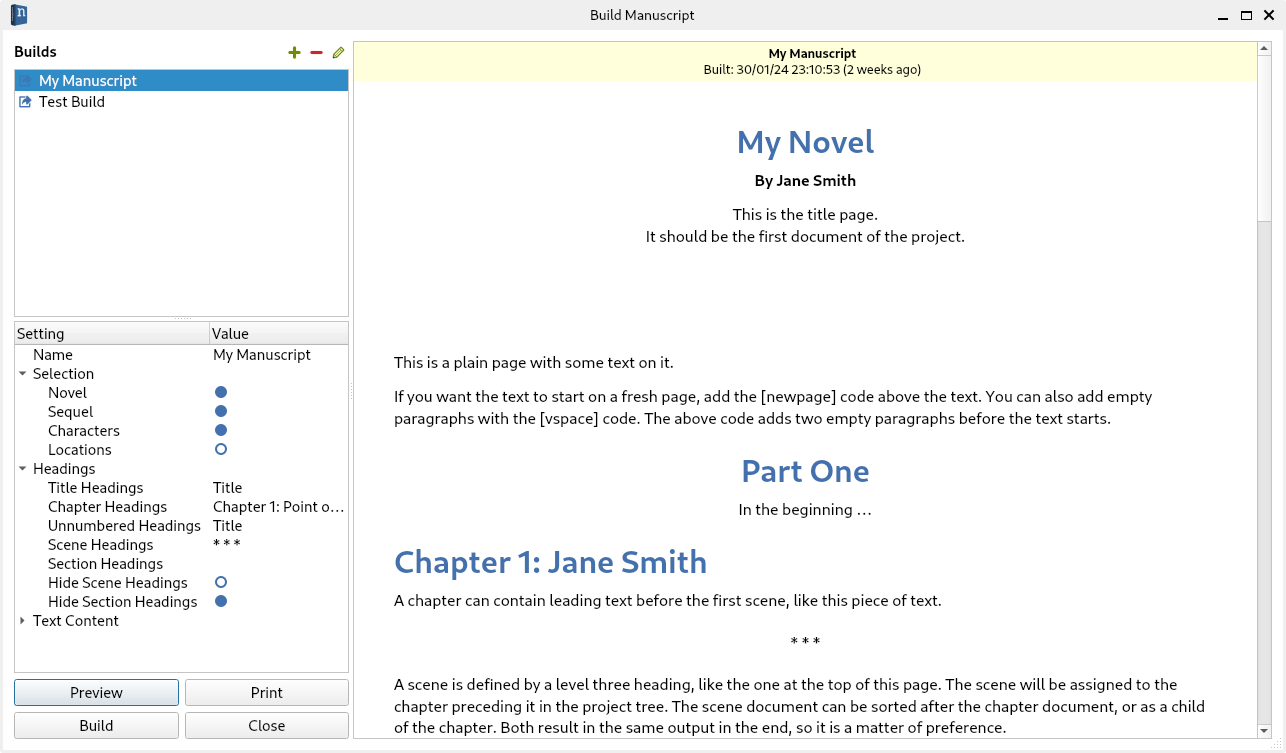 Build Manuscript
Builds
My Manuscript
Test Build
Setting Value
Name My Manuscript
Selection
Novel
Sequel
Characters
Locations
Headings
Title Headings Title
Chapter Headings Chapter 1: Point o…
Unnumbered Headings Title
Scene Headings * * *
Section Headings
Hide Scene Headings
Hide Section Headings
Text Content
Preview Print
Build Close
My Manuscript
Built: 30/01/24 23:10:53 (2 weeks ago)
My Novel
By Jane Smith
This is the title page.
It should be the first document of the project.
This is a plain page with some text on it.
If you want the text to start on a fresh page, add the [newpage] code above the text. You can also add empty
paragraphs with the [vspace] code. The above code adds two empty paragraphs before the text starts.
Part One
In the beginning …
Chapter 1: Jane Smith
A chapter can contain leading text before the first scene, like this piece of text.
* * *
A scene is defined by a level three heading, like the one at the top of this page. The scene will be assigned to the
chapter preceding it in the project tree. The scene document can be sorted after the chapter document, or as a child
of the chapter. Both result in the same output in the end, so it is a matter of preference.